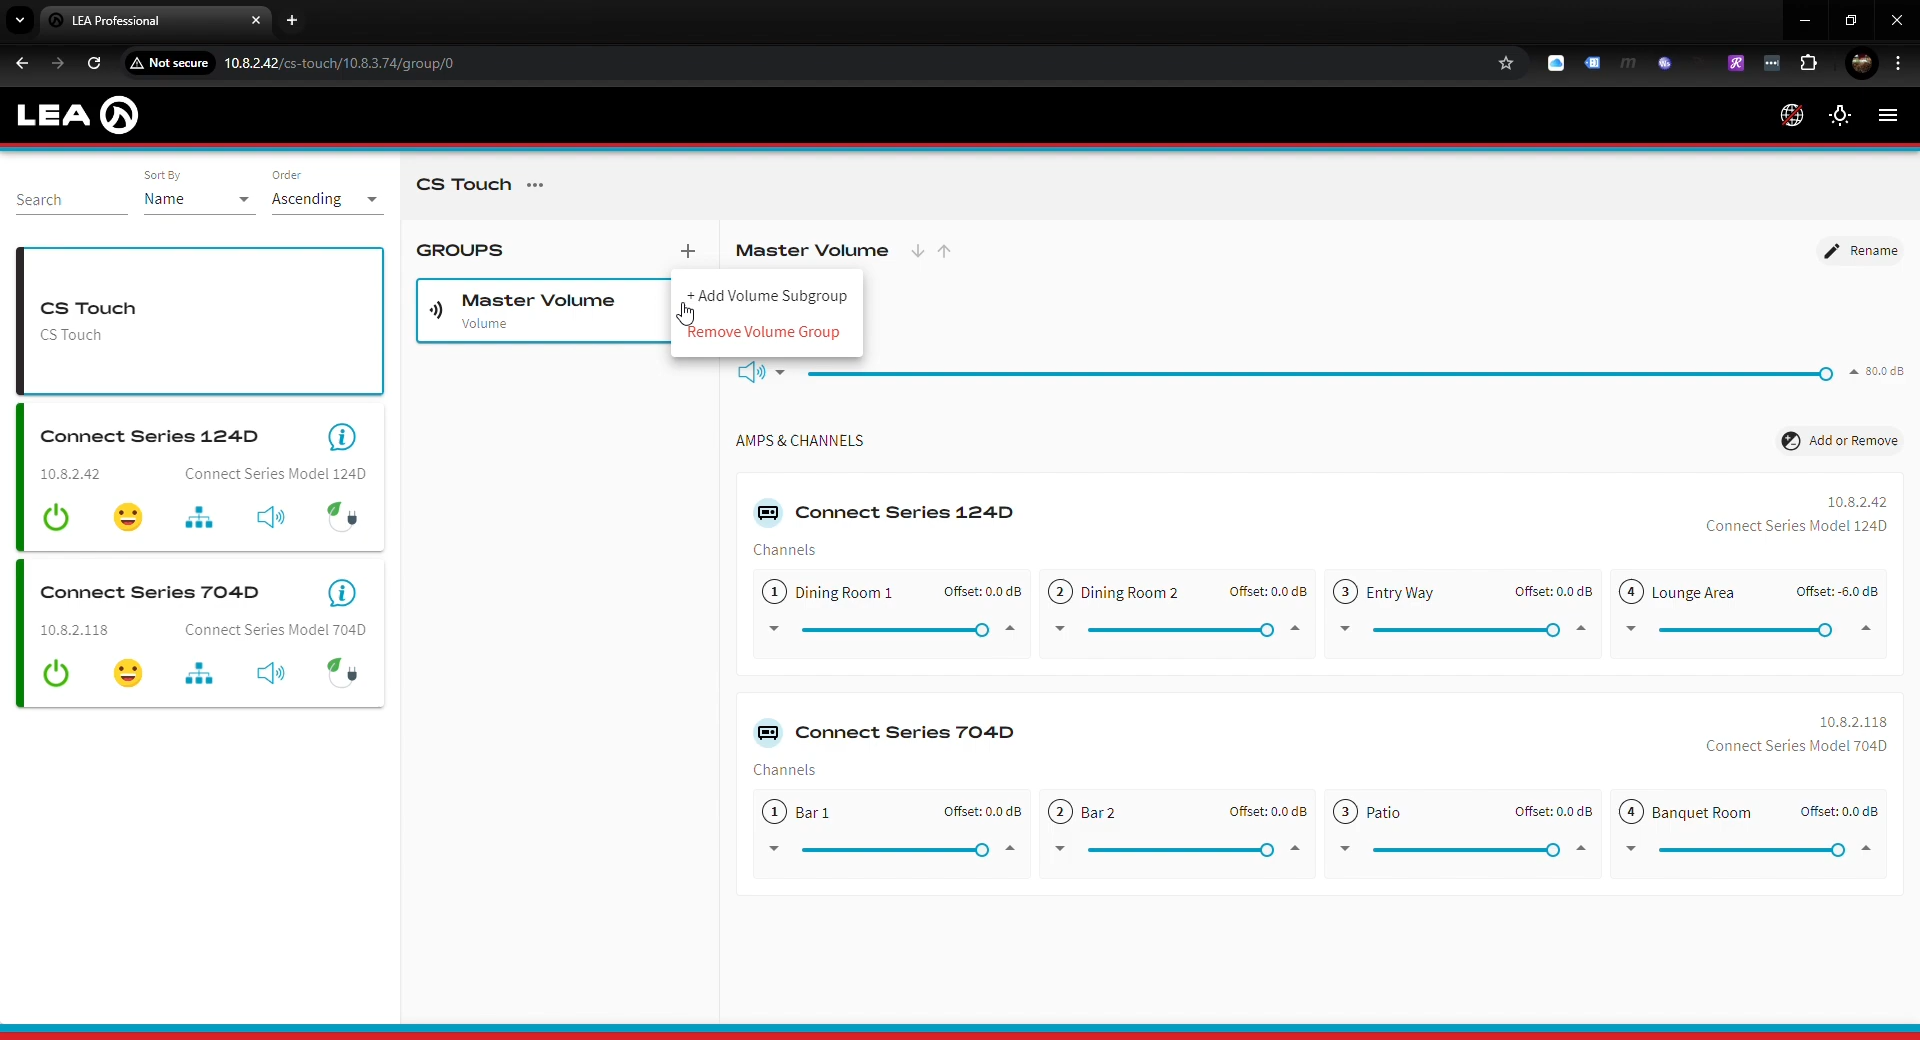 LEA Professional
Not secure
10.8.2.42/cs-touch/10.8.3.74/group/0
LEA
Search
Sort By
Name
Order
Ascending
CS Touch
CS Touch
Connect Series 124D
10.8.2.42
Connect Series Model 124D
Connect Series 704D
10.8.2.118
Connect Series Model 704D
CS Touch
GROUPS
Master Volume
Volume
+ Add Volume Subgroup
Remove Volume Group
Master Volume
Rename
80.0 dB
AMPS & CHANNELS
Add or Remove
Connect Series 124D
10.8.2.42
Connect Series Model 124D
Channels
1 Dining Room 1 Offset: 0.0 dB
2 Dining Room 2 Offset: 0.0 dB
3 Entry Way Offset: 0.0 dB
4 Lounge Area Offset: -6.0 dB
Connect Series 704D
10.8.2.118
Connect Series Model 704D
Channels
1 Bar 1 Offset: 0.0 dB
2 Bar 2 Offset: 0.0 dB
3 Patio Offset: 0.0 dB
4 Banquet Room Offset: 0.0 dB